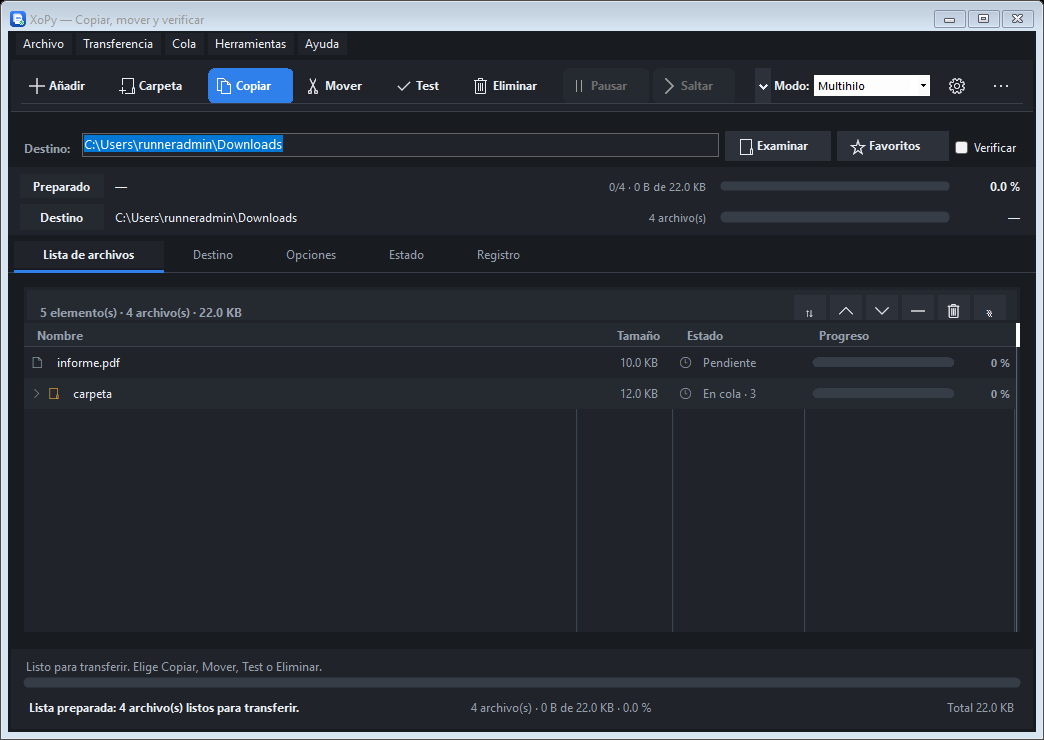 XoPy — Copiar, mover y verificar
Archivo Transferencia Cola Herramientas Ayuda
Añadir Carpeta Copiar Mover Test Eliminar Pausar Saltar Modo: Multihilo
Destino: C:\Users\runneradmin\Downloads Examinar Favoritos Verificar
Preparado — 0/4 · 0 B de 22.0 KB 0.0 %
Destino C:\Users\runneradmin\Downloads 4 archivo(s) —
Lista de archivos Destino Opciones Estado Registro
5 elemento(s) · 4 archivo(s) · 22.0 KB
Nombre Tamaño Estado Progreso
informe.pdf 10.0 KB Pendiente 0 %
carpeta 12.0 KB En cola · 3 0 %
Listo para transferir. Elige Copiar, Mover, Test o Eliminar.
Lista preparada: 4 archivo(s) listos para transferir. 4 archivo(s) · 0 B de 22.0 KB · 0.0 % Total 22.0 KB